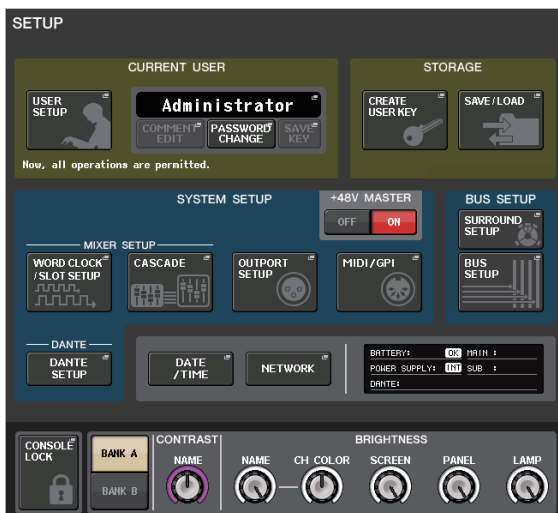 SETUP
CURRENT USER
USER
SETUP
Administrator
COMMENT
EDIT
PASSWORD
CHANGE
SAVE
KEY
Now, all operations are permitted.
STORAGE
CREATE
USER KEY
SAVE/LOAD
SYSTEM SETUP
+48V MASTER
OFF
ON
MIXER SETUP
WORD CLOCK
/SLOT SETUP
CASCADE
OUTPORT
SETUP
MIDI/GPI
BUS SETUP
SURROUND
SETUP
BUS
SETUP
DANTE
DANTE
SETUP
DATE
/TIME
NETWORK
BATTERY: OK MAIN :
POWER SUPPLY: INT SUB :
DANTE:
CONSOLE
LOCK
BANK A
BANK B
CONTRAST
NAME
BRIGHTNESS
NAME
CH COLOR
SCREEN
PANEL
LAMP